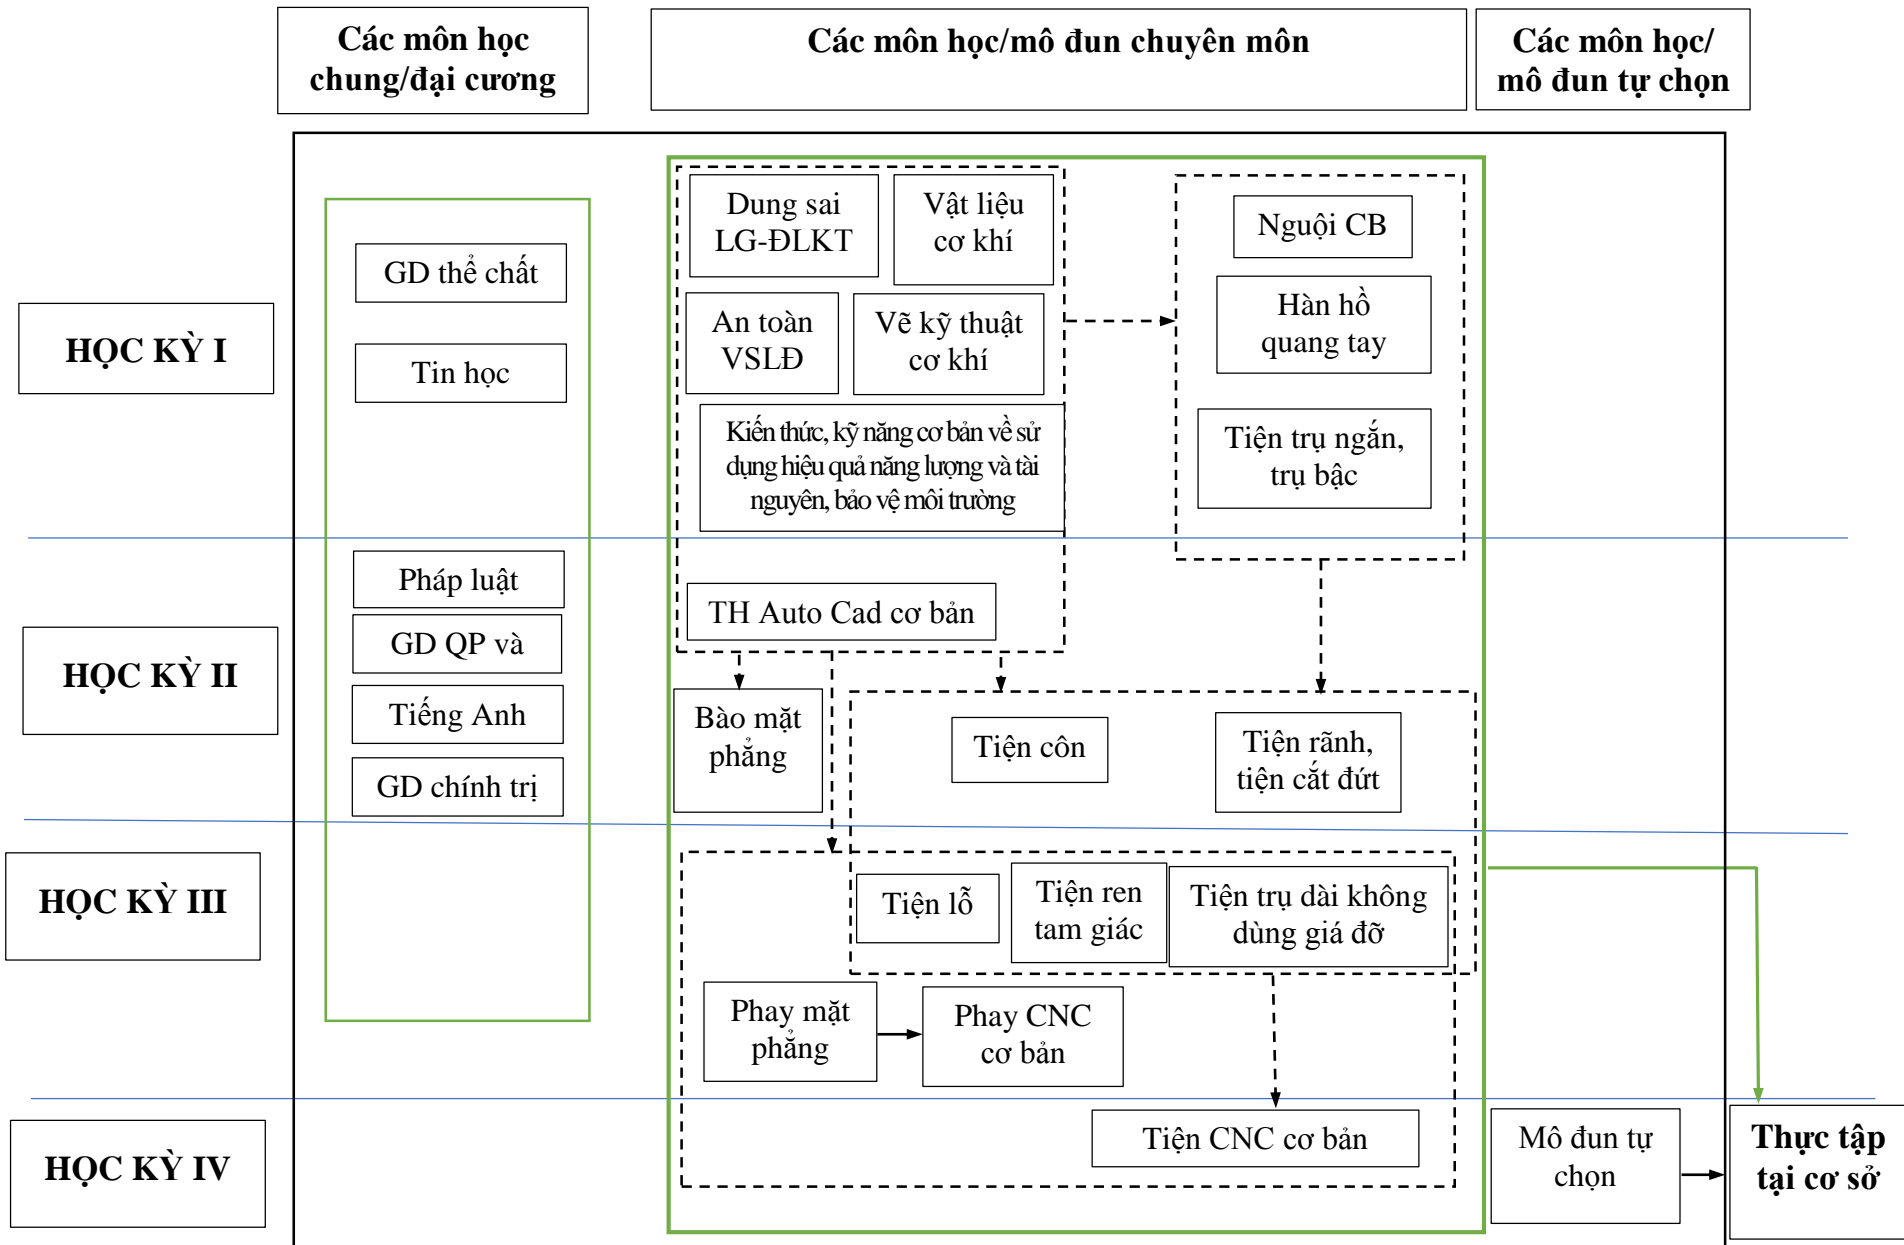 Các môn học
chung/đại cương
Các môn học/mô đun chuyên môn
Các môn học/
mô đun tự chọn
HỌC KỲ I
GD thể chất
Tin học
Dung sai
LG-ĐLKT
Vật liệu
cơ khí
An toàn
VSLĐ
Vẽ kỹ thuật
cơ khí
Kiến thức, kỹ năng cơ bản về sử
dụng hiệu quả năng lượng và tài
nguyên, bảo vệ môi trường
Nguội CB
Hàn hồ
quang tay
Tiện trụ ngắn,
trụ bậc
HỌC KỲ II
Pháp luật
GD QP và
Tiếng Anh
GD chính trị
TH Auto Cad cơ bản
Bào mặt
phẳng
Tiện côn
Tiện rãnh,
tiện cắt đứt
HỌC KỲ III
Tiện lỗ
Tiện ren
tam giác
Tiện trụ dài không
dùng giá đỡ
Phay mặt
phẳng
Phay CNC
cơ bản
HỌC KỲ IV
Tiện CNC cơ bản
Mô đun tự
chọn
Thực tập
tại cơ sở